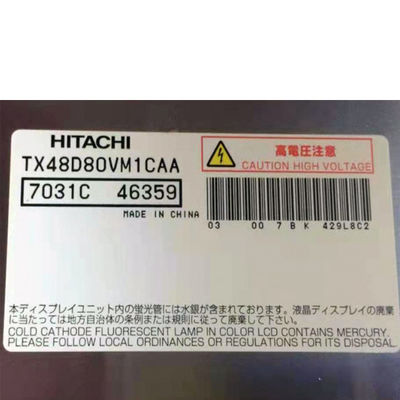 HITACHI
TX48D80VM1CAA
7031C 46359
MADE IN CHINA
高電圧注意
CAUTION HIGH VOLTAGE
03 00 7 B K 429L8C2
本ディスプレイユニット内の蛍光管には水銀が含まれております。液晶ディスプレイの廃棄
に当たっては地方自治体の条例または規則に従って廃棄して下さい。
COLD CATHODE FLUORESCENT LAMP IN COLOR LCD CONTAINS MERCURY.
PLEASE FOLLOW LOCAL ORDINANCES OR REGULATIONS FOR ITS DISPOSAL